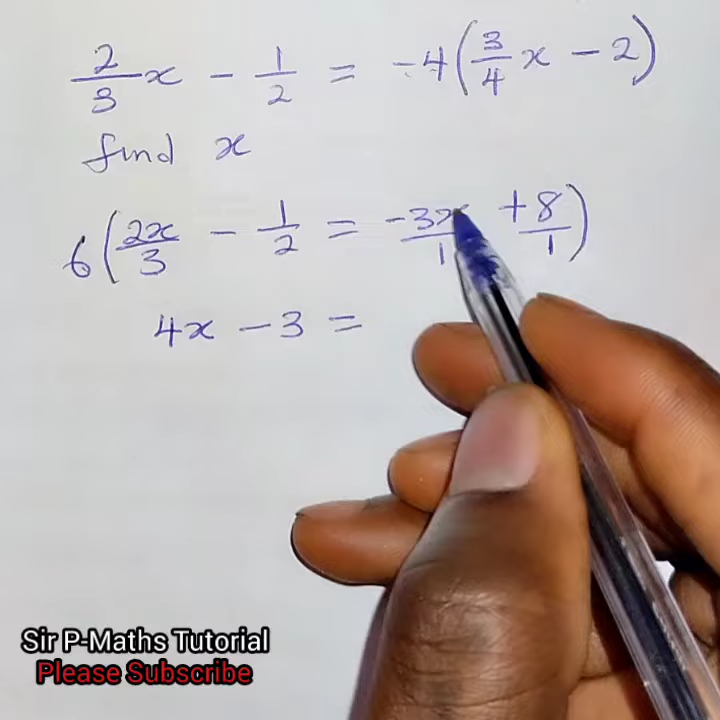 2/3 x - 1/2 = -4(3/4 x - 2)
find x
6(2x/3 - 1/2 = -3x/1 + 8/1)
4x - 3 =
Sir P-Maths Tutorial
Please Subscribe